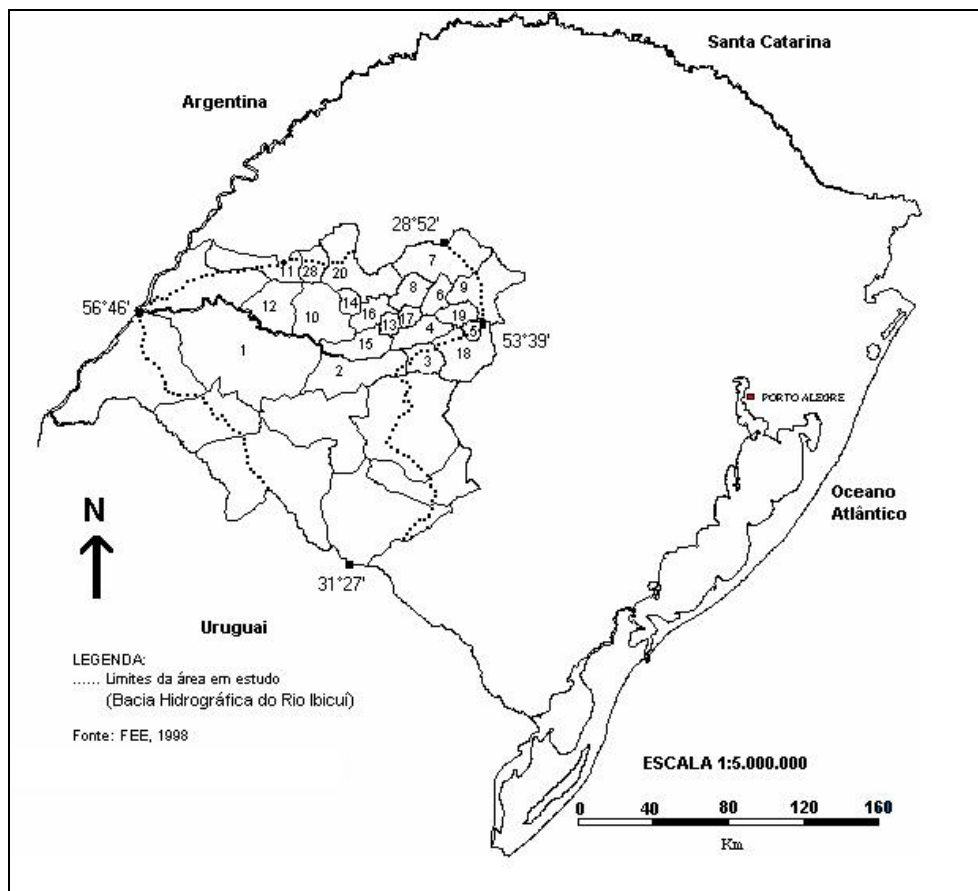 Santa Catarina
Argentina
28°52'
7
11
28
20
8
9
6
56°46'
12
14
16
10
17
19
13
4
5
53°39'
1
15
18
3
2
PORTO ALEGRE
Oceano
Atlântico
N
31°27'
Uruguai
LEGENDA:
...... Limites da área em estudo
(Bacia Hidrográfica do Rio Ibicuí)
Fonte: FEE, 1998
ESCALA 1:5.000.000
0 40 80 120 160
Km